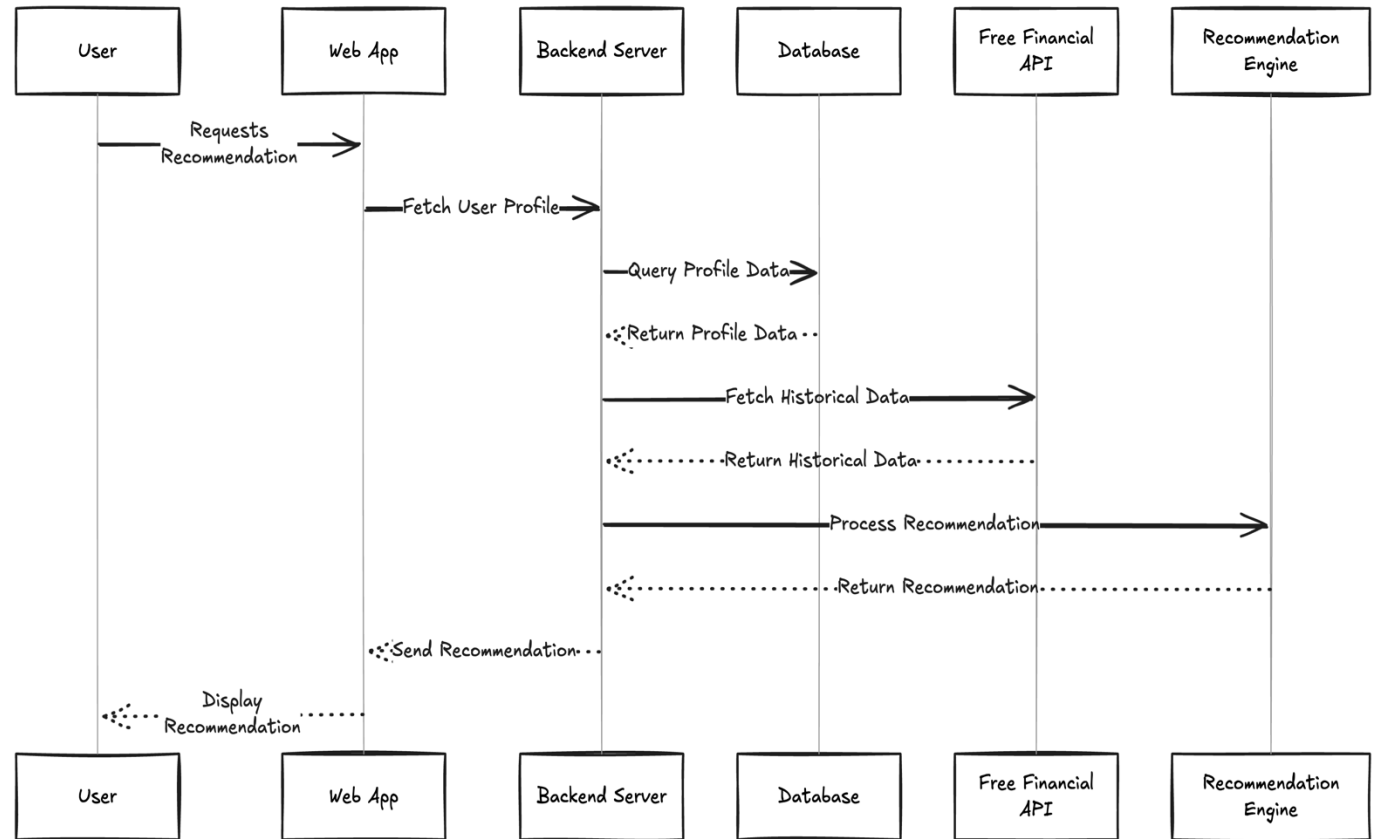 User
Web App
Backend Server
Database
Free Financial
API
Recommendation
Engine
Requests
Recommendation
Fetch User Profile
Query Profile Data
Return Profile Data
Fetch Historical Data
Return Historical Data
Process Recommendation
Return Recommendation
Send Recommendation
Display
Recommendation
User
Web App
Backend Server
Database
Free Financial
API
Recommendation
Engine